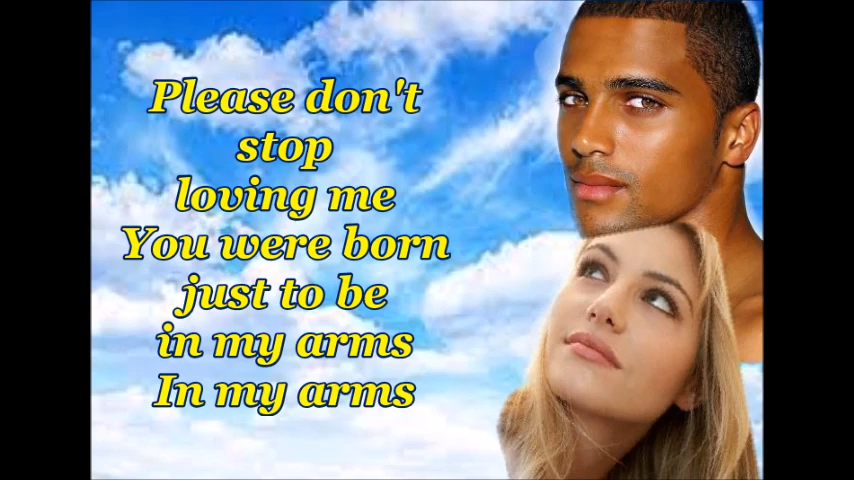 Please don't
stop
loving me
You were born
just to be
in my arms
In my arms